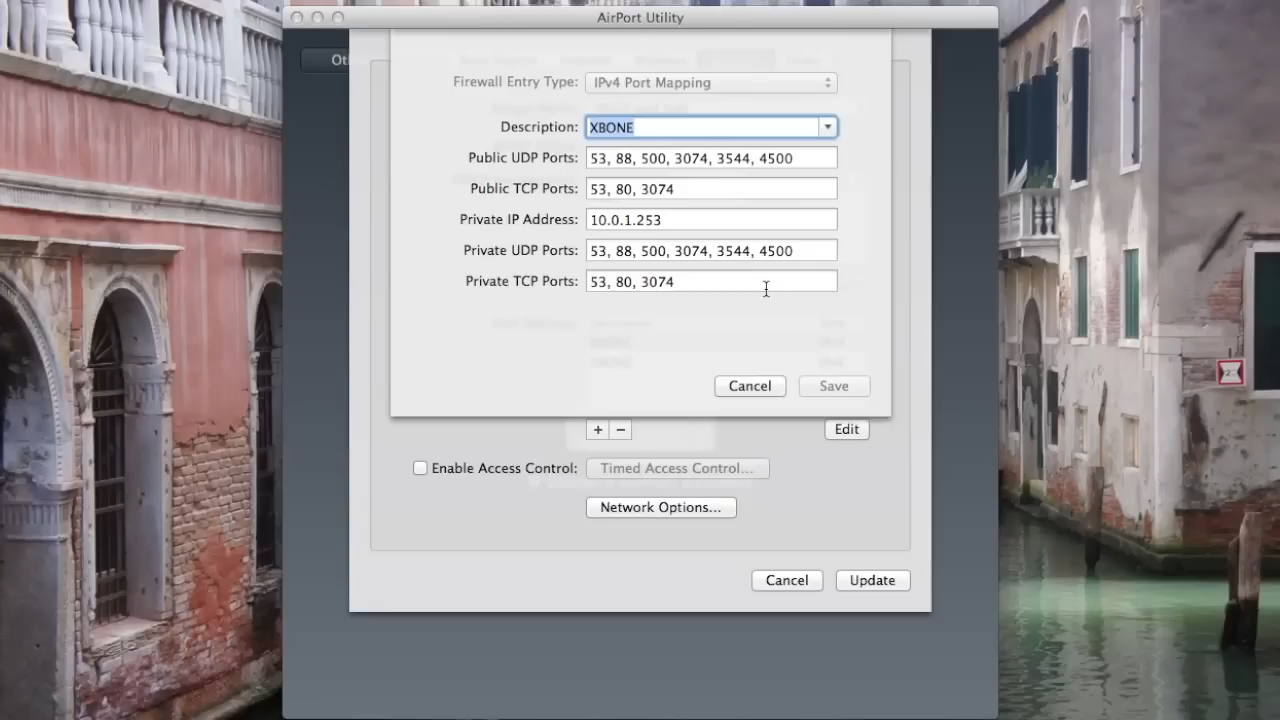 AirPort Utility
Ot
Firewall Entry Type: IPv4 Port Mapping
Description: XBONE
Public UDP Ports: 53, 88, 500, 3074, 3544, 4500
Public TCP Ports: 53, 80, 3074
Private IP Address: 10.0.1.253
Private UDP Ports: 53, 88, 500, 3074, 3544, 4500
Private TCP Ports: 53, 80, 3074
Cancel Save
+ − Edit
Enable Access Control: Timed Access Control...
Network Options...
Cancel Update